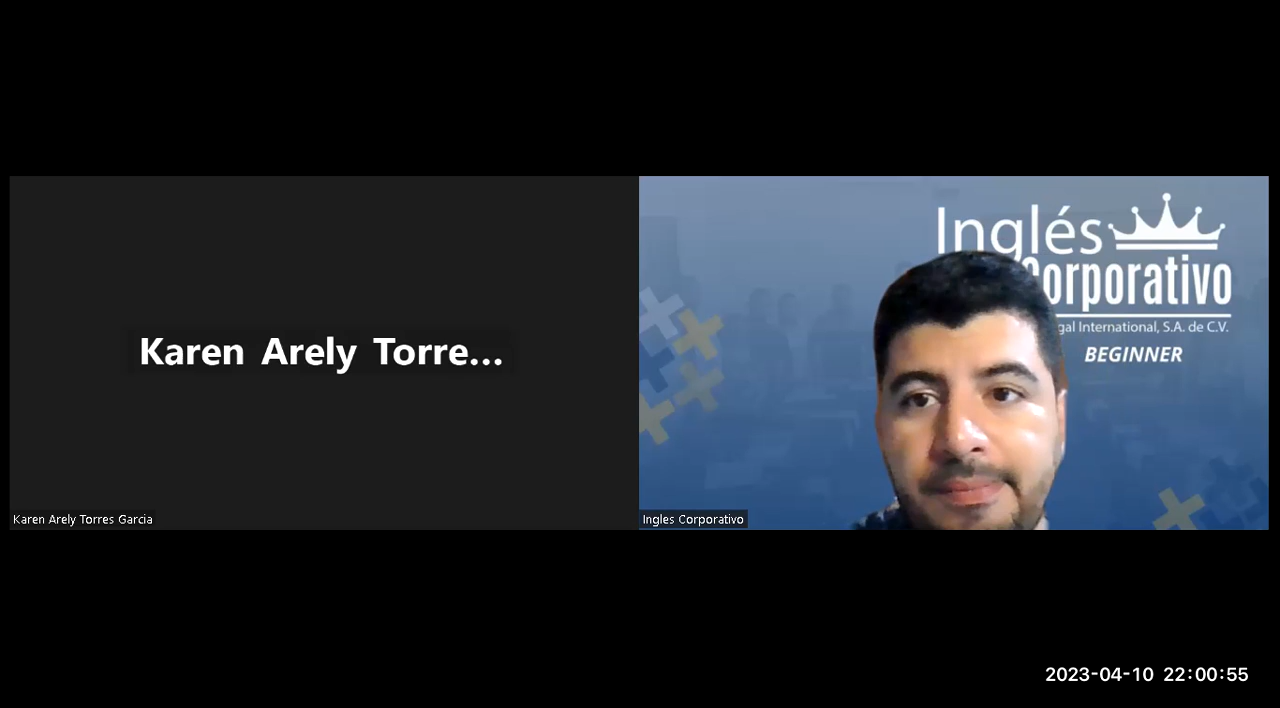 Karen Arely Torre...
Karen Arely Torres Garcia
Inglés
Corporativo
gal International, S.A. de C.V.
BEGINNER
Ingles Corporativo
2023-04-10 22:00:55